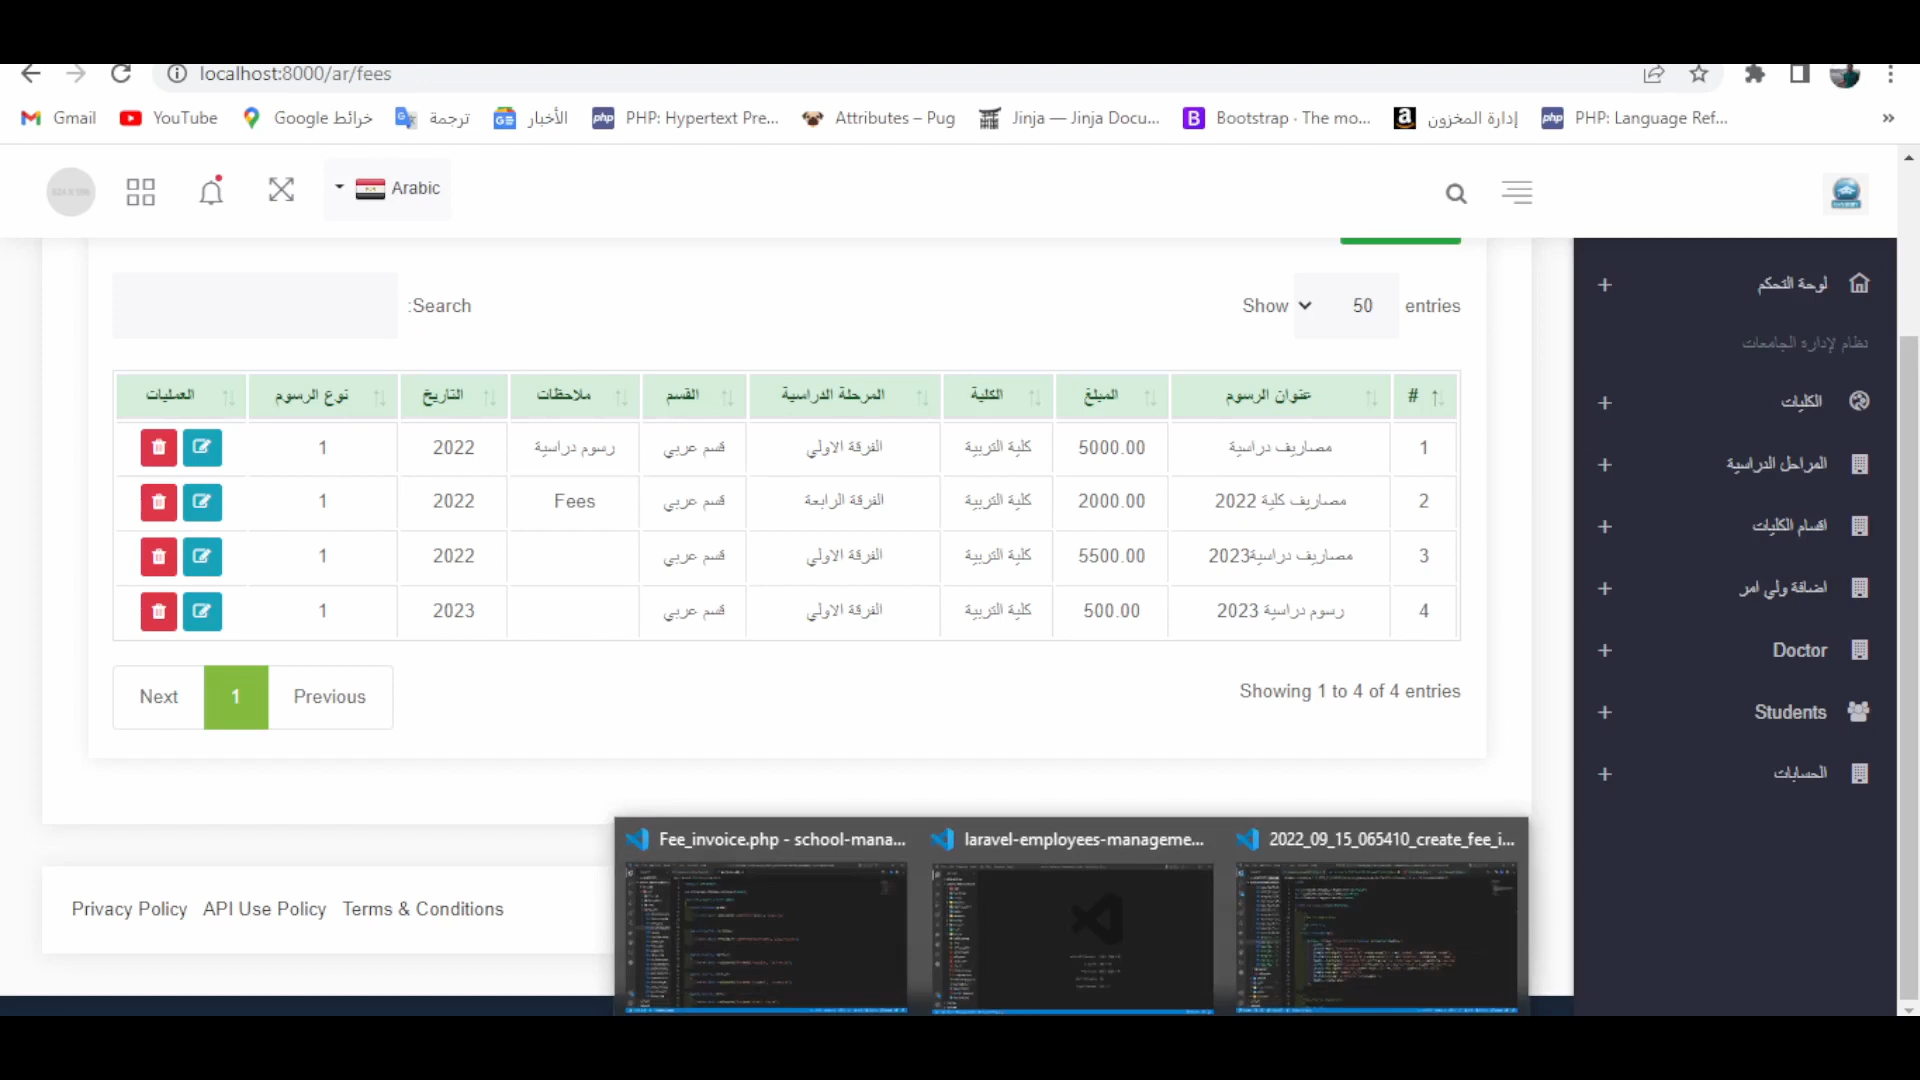 localhost:8000/ar/fees
Gmail YouTube خرائط Google ترجمة الأخبار PHP: Hypertext Pre... Attributes – Pug Jinja — Jinja Docu... Bootstrap · The mo... إدارة المخزون PHP: Language Ref... »
Arabic
لوحة التحكم
نظام لإدارة الجامعات
الكليات
المراحل الدراسية
اقسام الكليات
اضافة ولي امر
Doctor
Students
الحسابات
Show 50 entries
Search:
# عنوان الرسوم المبلغ الكلية المرحلة الدراسية القسم ملاحظات التاريخ نوع الرسوم العمليات
1 مصاريف دراسية 5000.00 كلية التربية الفرقة الاولي قسم عربي رسوم دراسية 2022 1
2 مصاريف كلية 2022 2000.00 كلية التربية الفرقة الرابعة قسم عربي Fees 2022 1
3 مصاريف دراسية2023 5500.00 كلية التربية الفرقة الاولي قسم عربي 2022 1
4 رسوم دراسية 2023 500.00 كلية التربية الفرقة الاولي قسم عربي 2023 1
Showing 1 to 4 of 4 entries
Next 1 Previous
Fee_invoice.php - school-mana... laravel-employees-manageme... 2022_09_15_065410_create_fee_i...
Privacy Policy API Use Policy Terms & Conditions